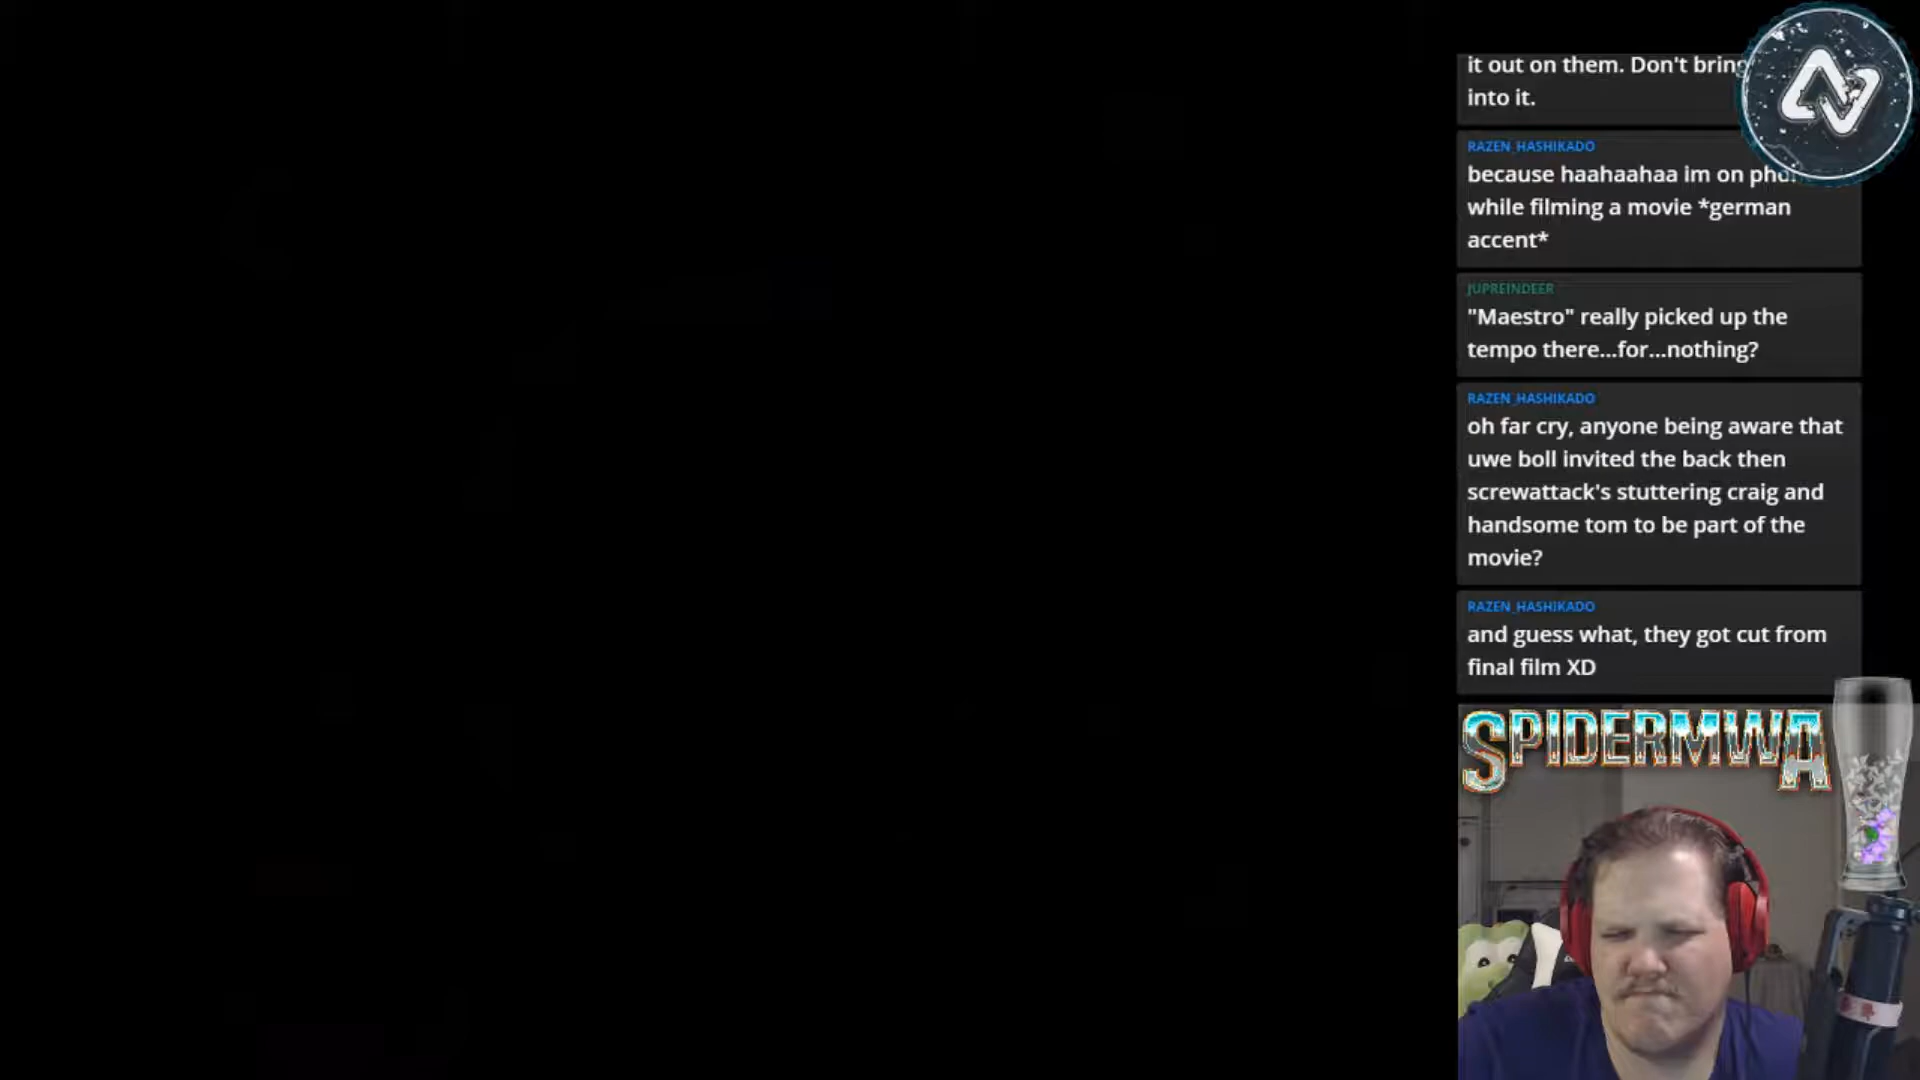 it out on them. Don't bring
into it.
RAZEN_HASHIKADO
because haahaahaa im on
while filming a movie *german
accent*
JUPREINDEER
"Maestro" really picked up the
tempo there...for...nothing?
RAZEN_HASHIKADO
oh far cry, anyone being aware that
uwe boll invited the back then
screwattack's stuttering craig and
handsome tom to be part of the
movie?
RAZEN_HASHIKADO
and guess what, they got cut from
final film XD
SPIDERMWA